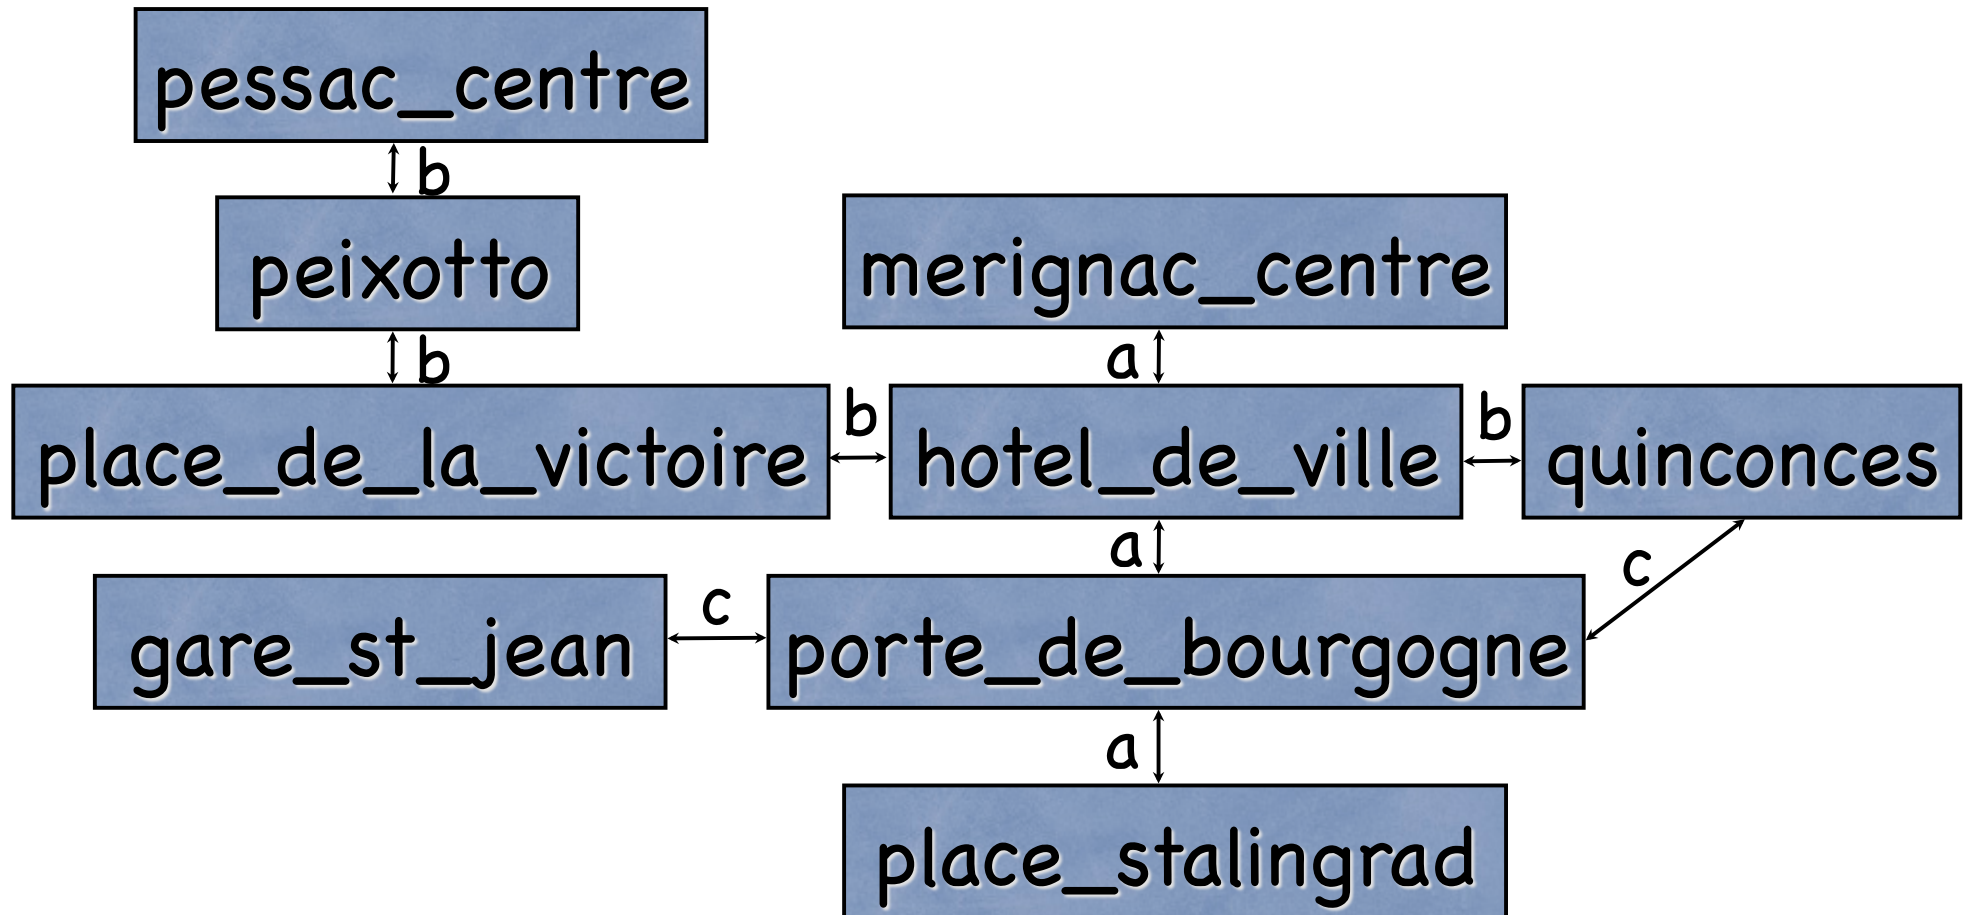 pessac_centre
b
peixotto
merignac_centre
b
a
place_de_la_victoire
b
hotel_de_ville
b
quinconces
a
c
gare_st_jean
c
porte_de_bourgogne
a
place_stalingrad